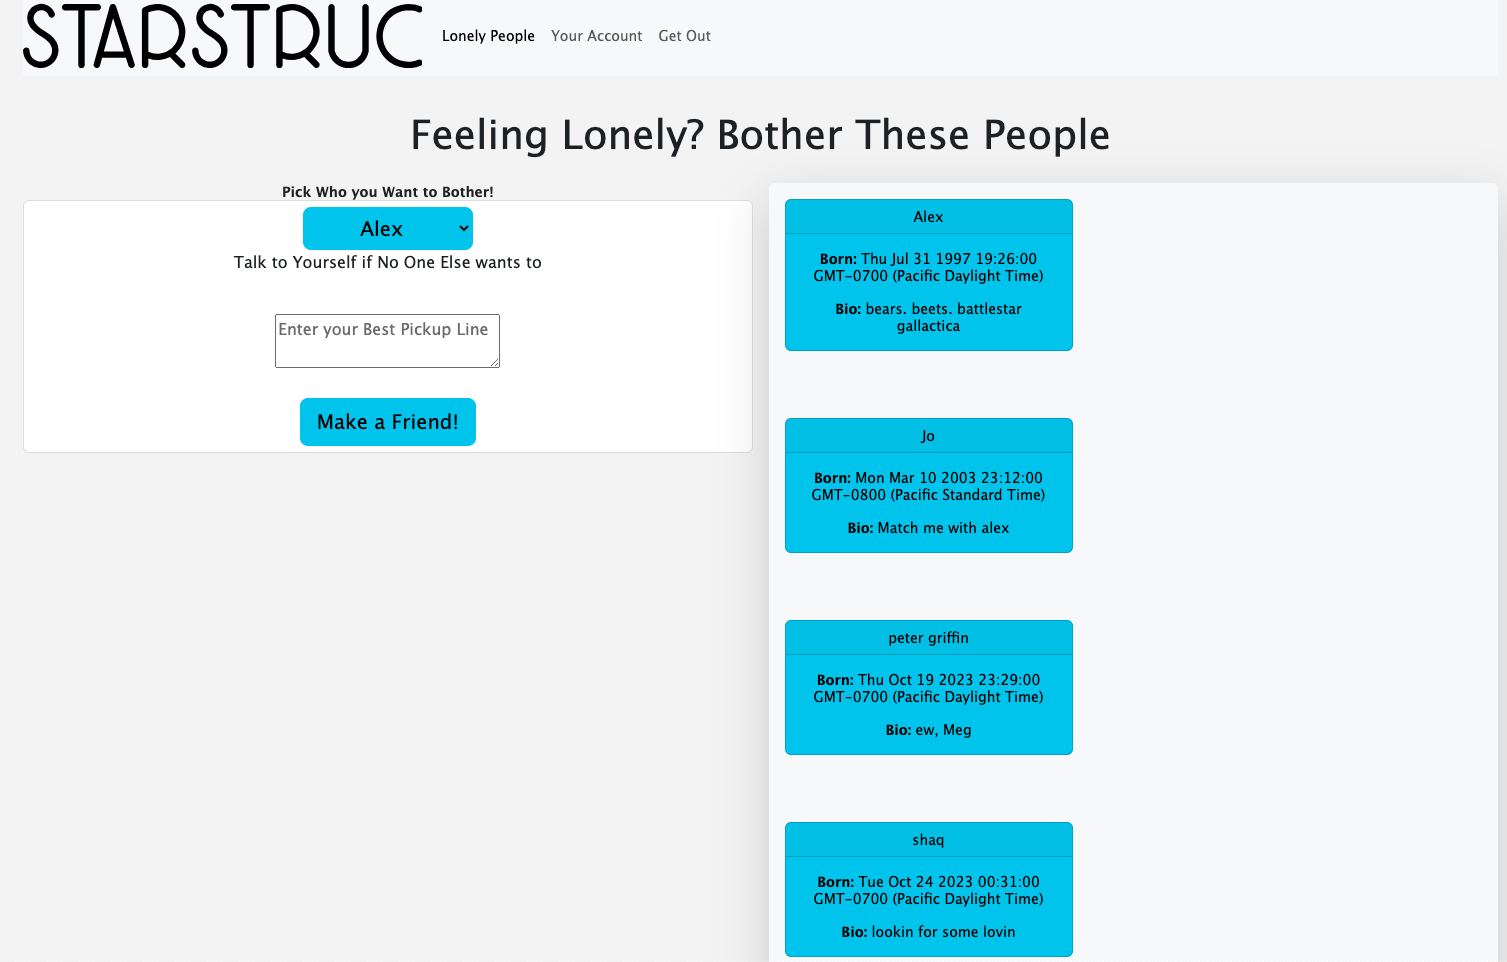 STARSTRUC
Lonely People Your Account Get Out
Feeling Lonely? Bother These People
Pick Who you Want to Bother!
Alex
Talk to Yourself if No One Else wants to
Enter your Best Pickup Line
Make a Friend!
Alex
Born: Thu Jul 31 1997 19:26:00
GMT-0700 (Pacific Daylight Time)
Bio: bears. beets. battlestar
gallactica
Jo
Born: Mon Mar 10 2003 23:12:00
GMT-0800 (Pacific Standard Time)
Bio: Match me with alex
peter griffin
Born: Thu Oct 19 2023 23:29:00
GMT-0700 (Pacific Daylight Time)
Bio: ew, Meg
shaq
Born: Tue Oct 24 2023 00:31:00
GMT-0700 (Pacific Daylight Time)
Bio: lookin for some lovin